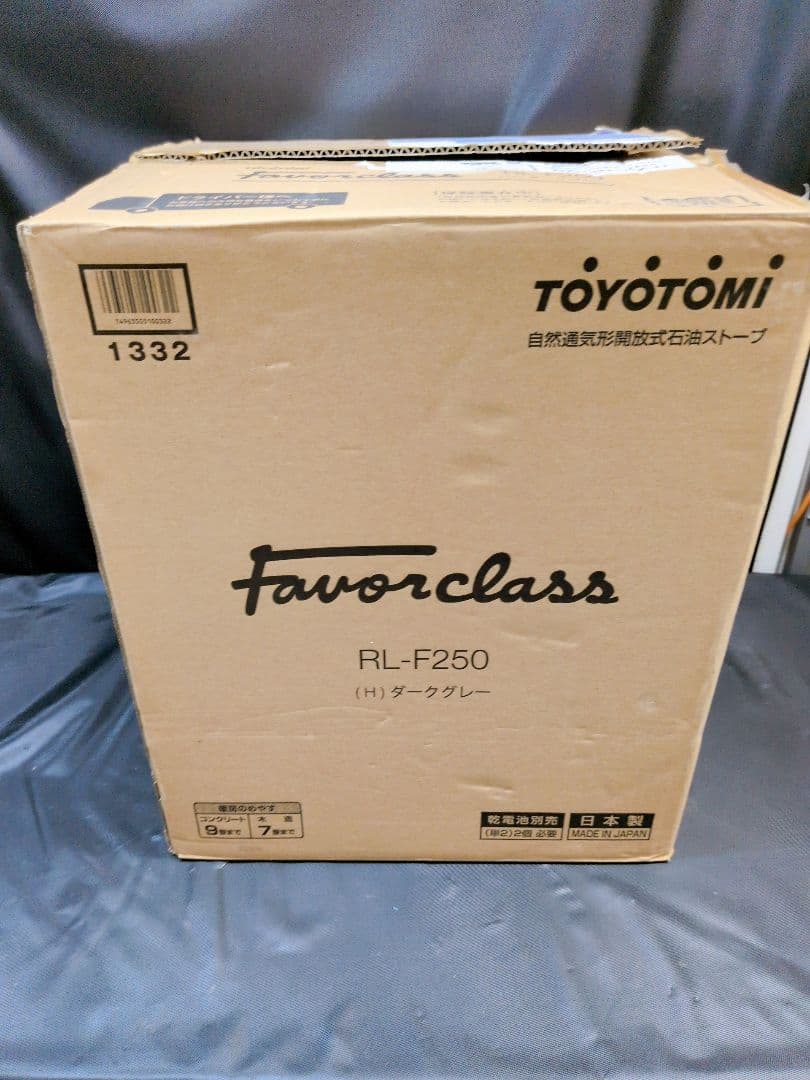 Favorclass
1332
TOYOTOMI
自然通気形開放式石油ストーブ
Favorclass
RL-F250
(H)ダークグレー
暖房のめやす
コンクリート 木造
9畳まで 7畳まで
乾電池別売
(単2)2個 必要
日本製
MADE IN JAPAN